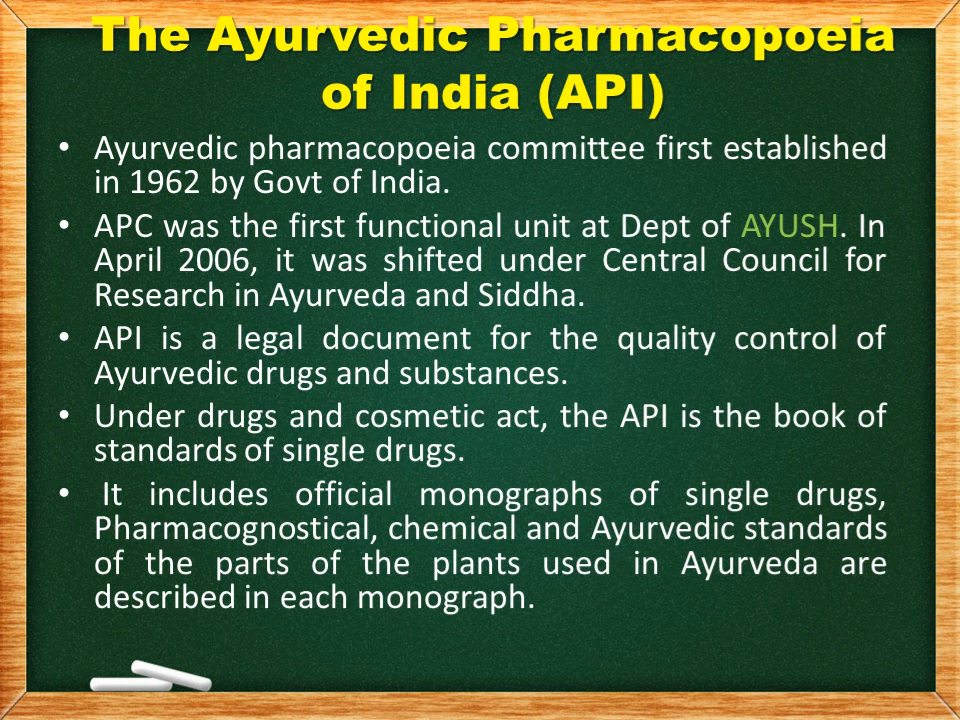 The Ayurvedic Pharmacopoeia
of India (API)
• Ayurvedic pharmacopoeia committee first established
in 1962 by Govt of India.
• APC was the first functional unit at Dept of AYUSH. In
April 2006, it was shifted under Central Council for
Research in Ayurveda and Siddha.
• API is a legal document for the quality control of
Ayurvedic drugs and substances.
• Under drugs and cosmetic act, the API is the book of
standards of single drugs.
• It includes official monographs of single drugs,
Pharmacognostical, chemical and Ayurvedic standards
of the parts of the plants used in Ayurveda are
described in each monograph.